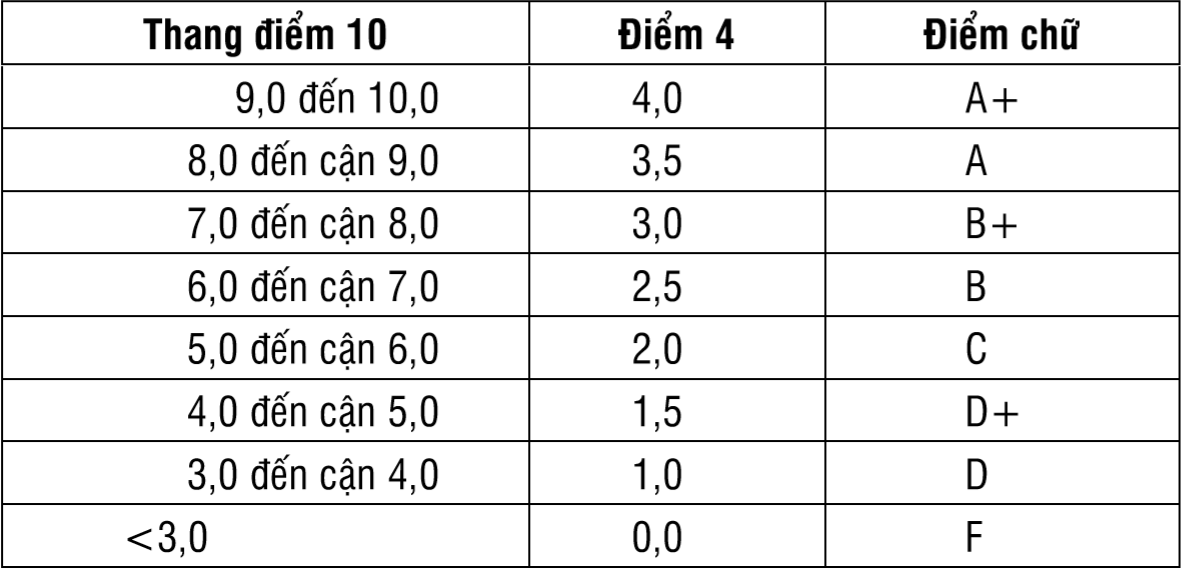 Thang điểm 10 Điểm 4 Điểm chữ
9,0 đến 10,0 4,0 A+
8,0 đến cận 9,0 3,5 A
7,0 đến cận 8,0 3,0 B+
6,0 đến cận 7,0 2,5 B
5,0 đến cận 6,0 2,0 C
4,0 đến cận 5,0 1,5 D+
3,0 đến cận 4,0 1,0 D
<3,0 0,0 F